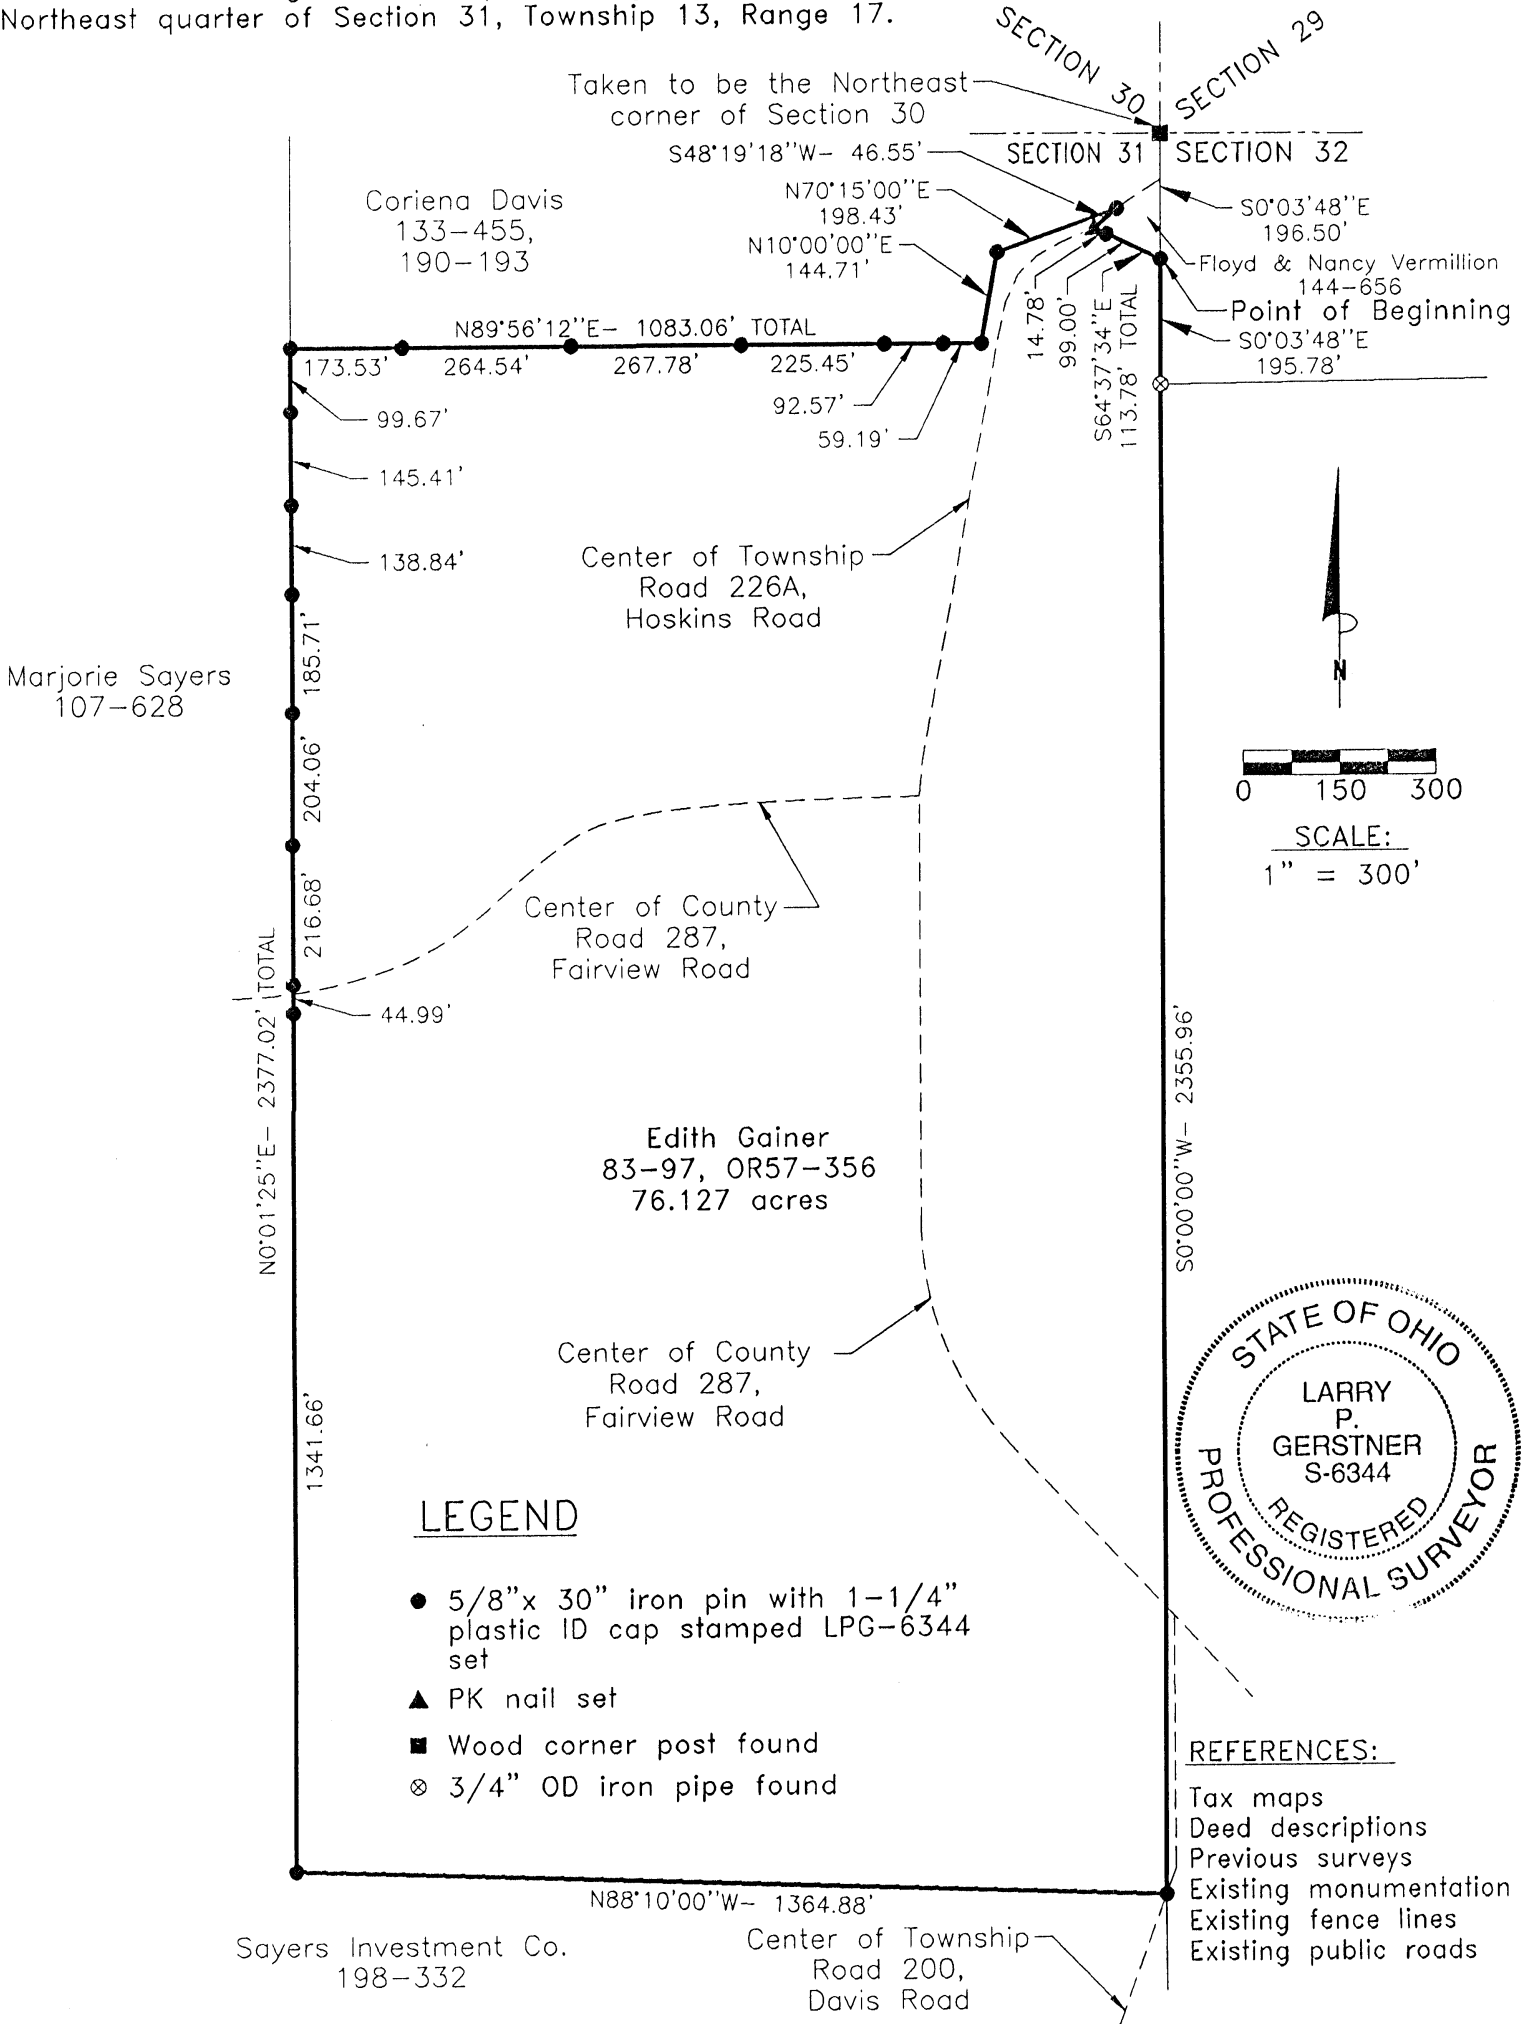 Northeast quarter of Section 31, Township 13, Range 17.
SECTION 30
SECTION 29
Taken to be the Northeast
corner of Section 30
SECTION 31
SECTION 32
S48°19'18"W- 46.55'
N70°15'00"E
198.43'
N10°00'00"E
144.71'
Coriena Davis
133-455,
190-193
S0°03'48"E
196.50'
Floyd & Nancy Vermillion
144-656
Point of Beginning
S0°03'48"E
195.78'
14.78'
99.00'
S64°37'34"E
113.78' TOTAL
N89°56'12"E- 1083.06' TOTAL
173.53'
264.54'
267.78'
225.45'
92.57'
59.19'
99.67'
145.41'
138.84'
185.71'
204.06'
216.68'
44.99'
Center of Township
Road 226A,
Hoskins Road
Marjorie Sayers
107-628
N
0 150 300
SCALE:
1" = 300'
Center of County
Road 287,
Fairview Road
N0°01'25"E- 2377.02' TOTAL
S0°00'00"W- 2355.96'
Edith Gainer
83-97, OR57-356
76.127 acres
Center of County
Road 287,
Fairview Road
1341.66'
STATE OF OHIO
LARRY
P.
GERSTNER
S-6344
REGISTERED
PROFESSIONAL SURVEYOR
LEGEND
● 5/8"x 30" iron pin with 1-1/4"
plastic ID cap stamped LPG-6344
set
▲ PK nail set
■ Wood corner post found
⊗ 3/4" OD iron pipe found
REFERENCES:
Tax maps
Deed descriptions
Previous surveys
Existing monumentation
Existing fence lines
Existing public roads
N88°10'00"W- 1364.88'
Sayers Investment Co.
198-332
Center of Township
Road 200,
Davis Road